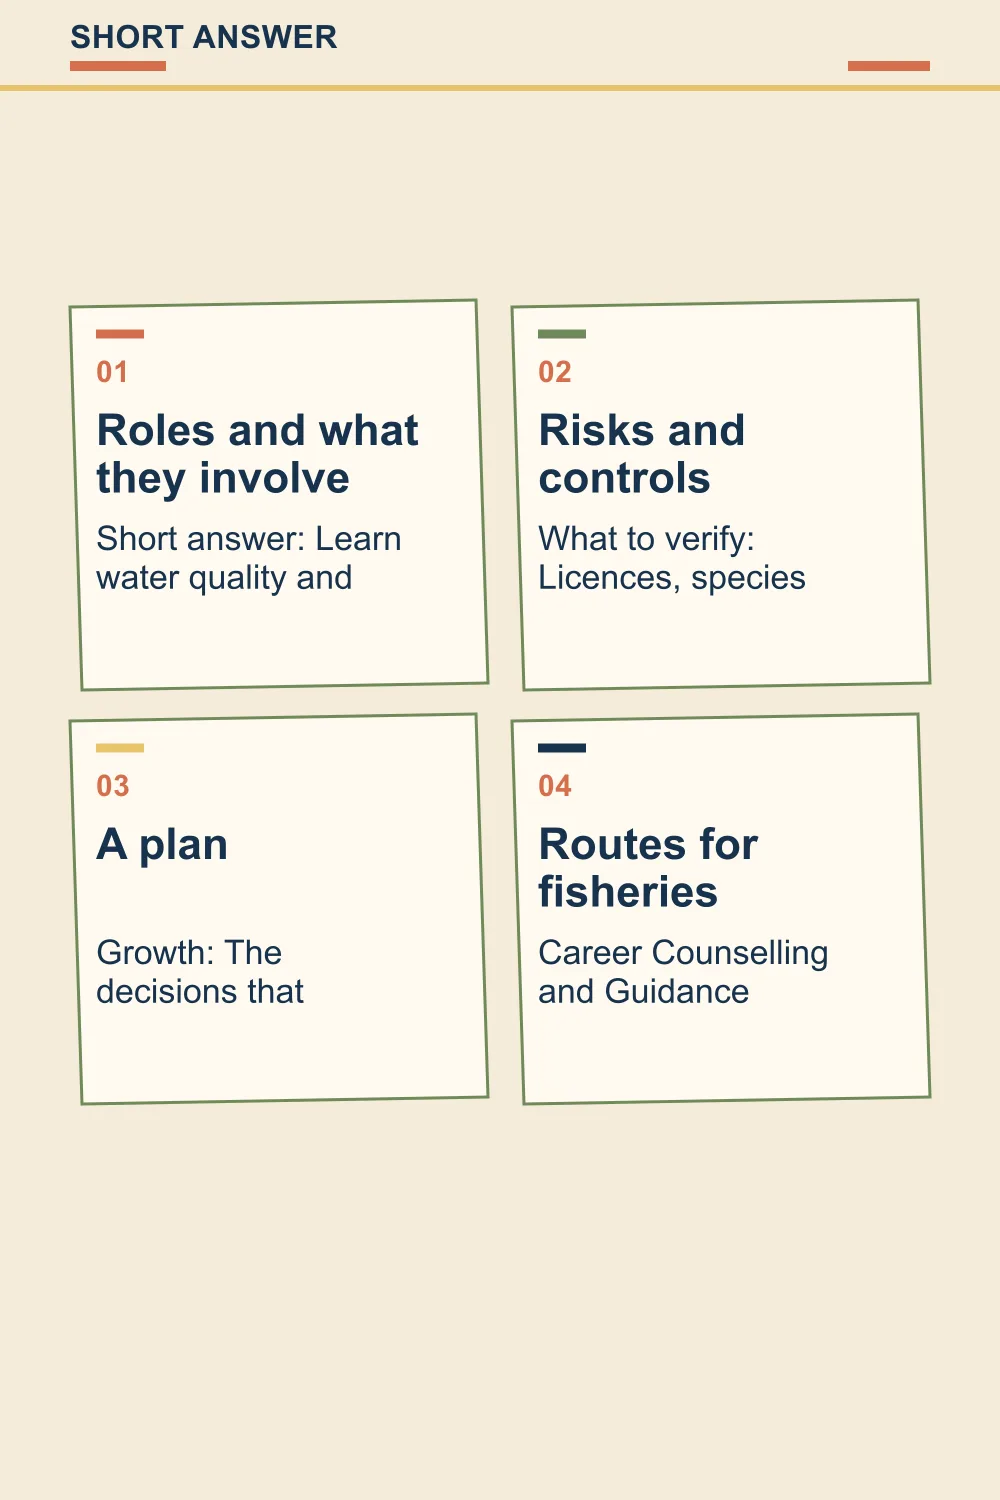 SHORT ANSWER
01
Roles and what
they involve
Short answer: Learn
water quality and
02
Risks and
controls
What to verify:
Licences, species
03
A plan
Growth: The
decisions that
04
Routes for
fisheries
Career Counselling
and Guidance